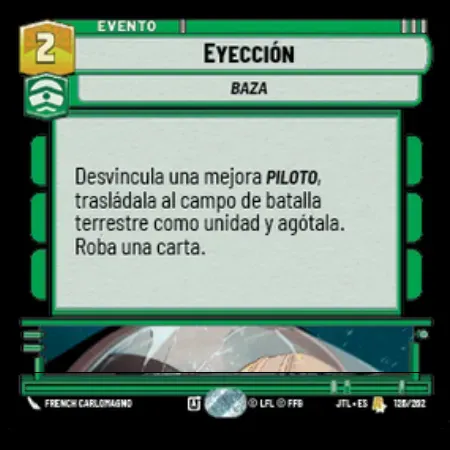 EVENTO
2
EYECCIÓN
BAZA
Desvincula una mejora PILOTO,
trasládala al campo de batalla
terrestre como unidad y agótala.
Roba una carta.
FRENCH CARLOMAGNO
© LFL © FFG
JTL • ES
126/262